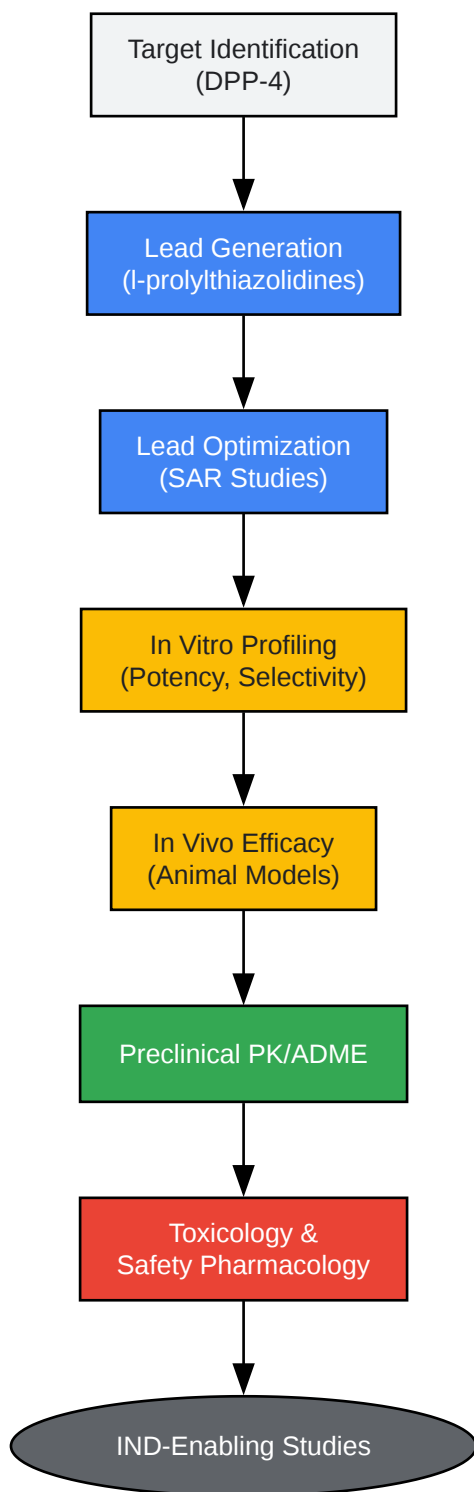 Target Identification
(DPP-4)
Lead Generation
(l-prolylthiazolidines)
Lead Optimization
(SAR Studies)
In Vitro Profiling
(Potency, Selectivity)
In Vivo Efficacy
(Animal Models)
Preclinical PK/ADME
Toxicology &
Safety Pharmacology
IND-Enabling Studies